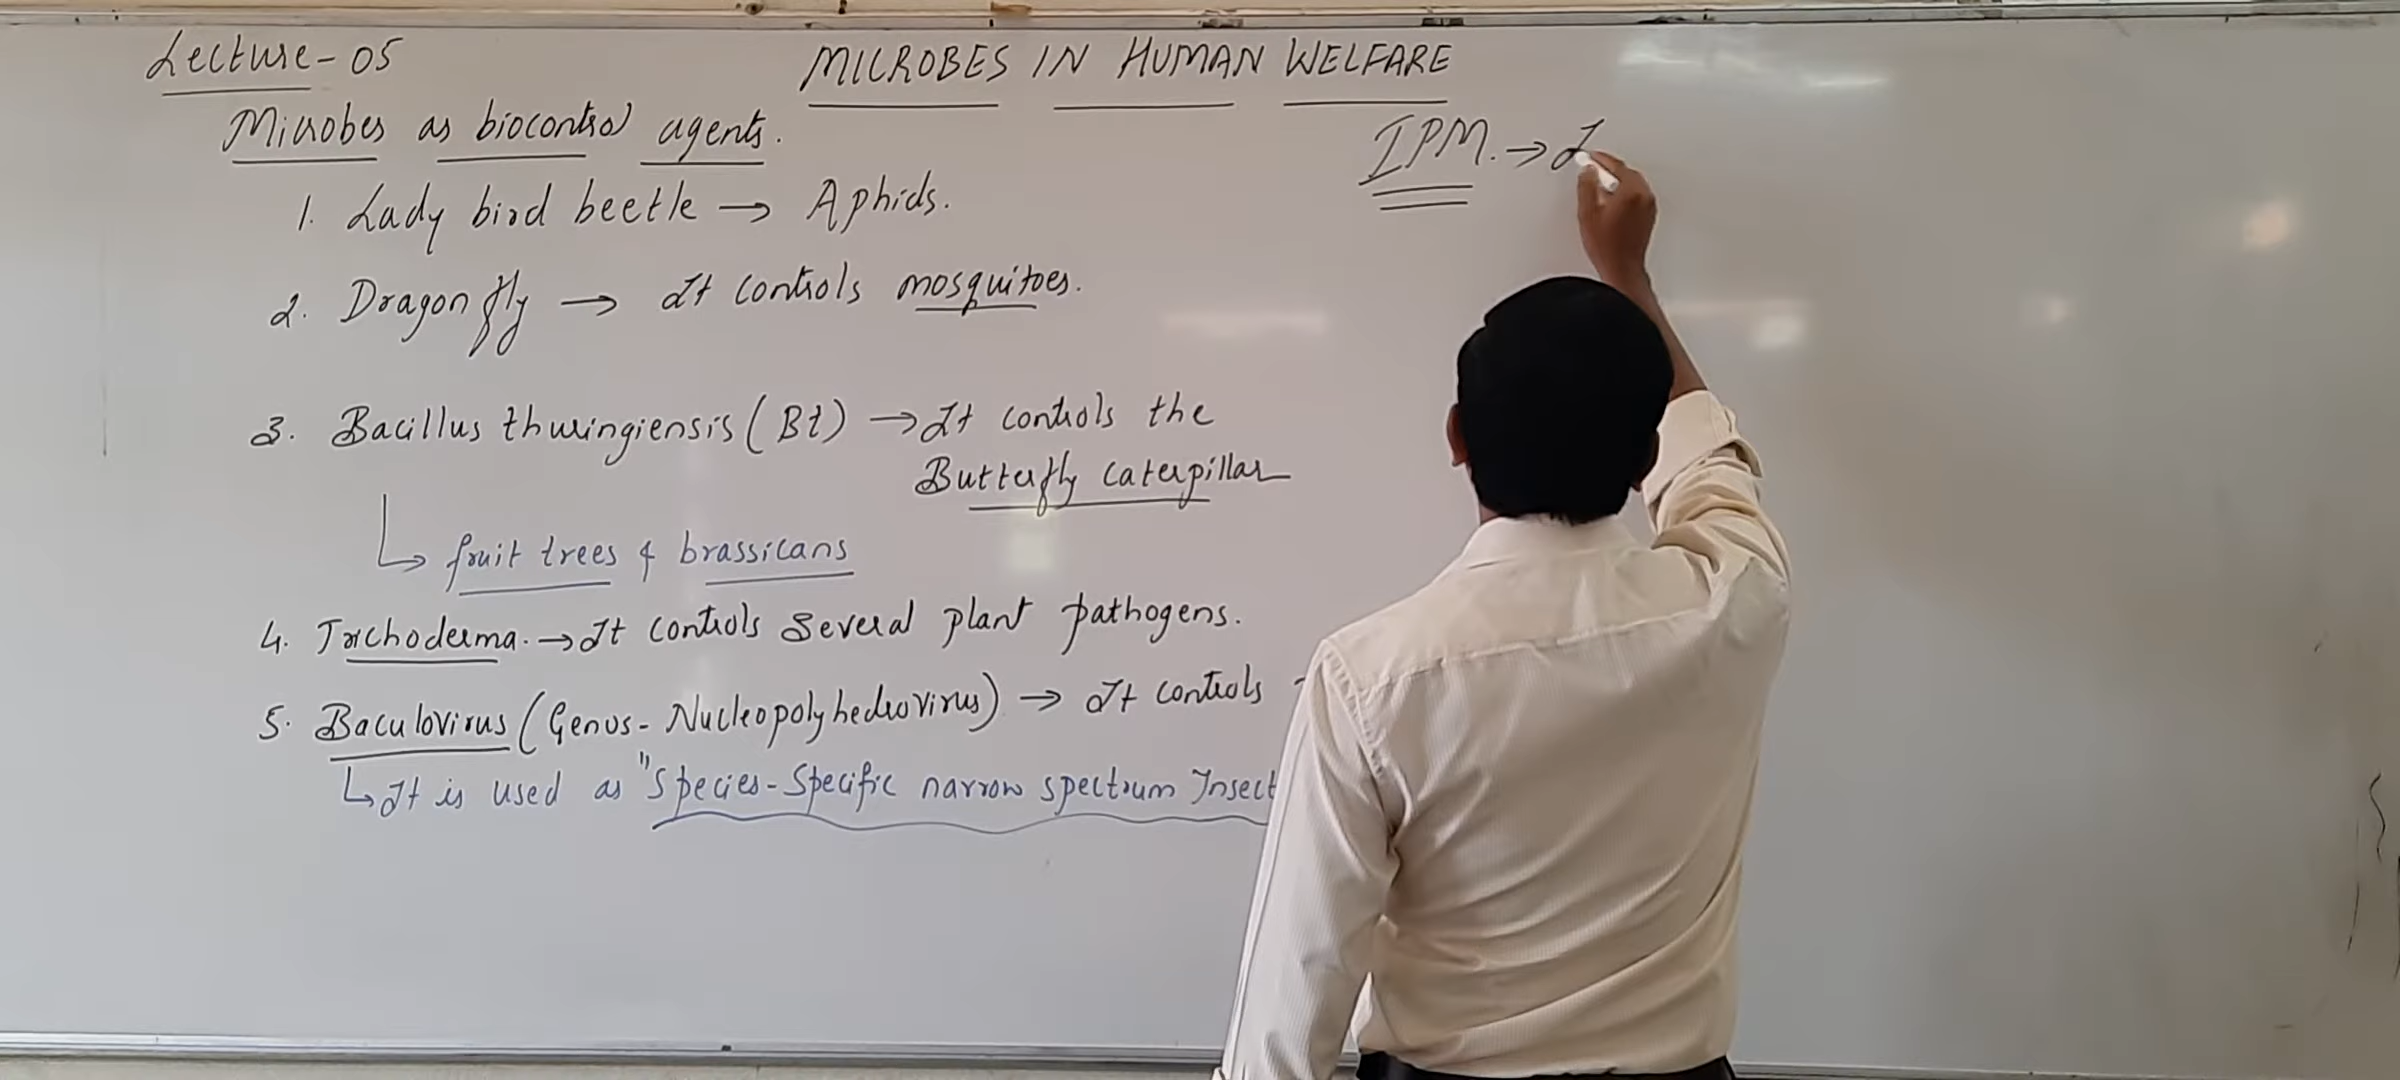 Lecture-05
MICROBES IN HUMAN WELFARE
Microbes as biocontrol agents.
IPM. → I
1. Lady bird beetle → Aphids.
2. Dragon fly → It controls mosquitoes.
3. Bacillus thuringiensis (Bt) → It controls the
Butterfly caterpillar
↳ fruit trees & brassicans
4. Trichoderma. → It controls several plant pathogens.
5. Baculovirus (Genus - Nucleopolyhedrovirus) → It controls
↳ It is used as "Species-Specific narrow spectrum Insect